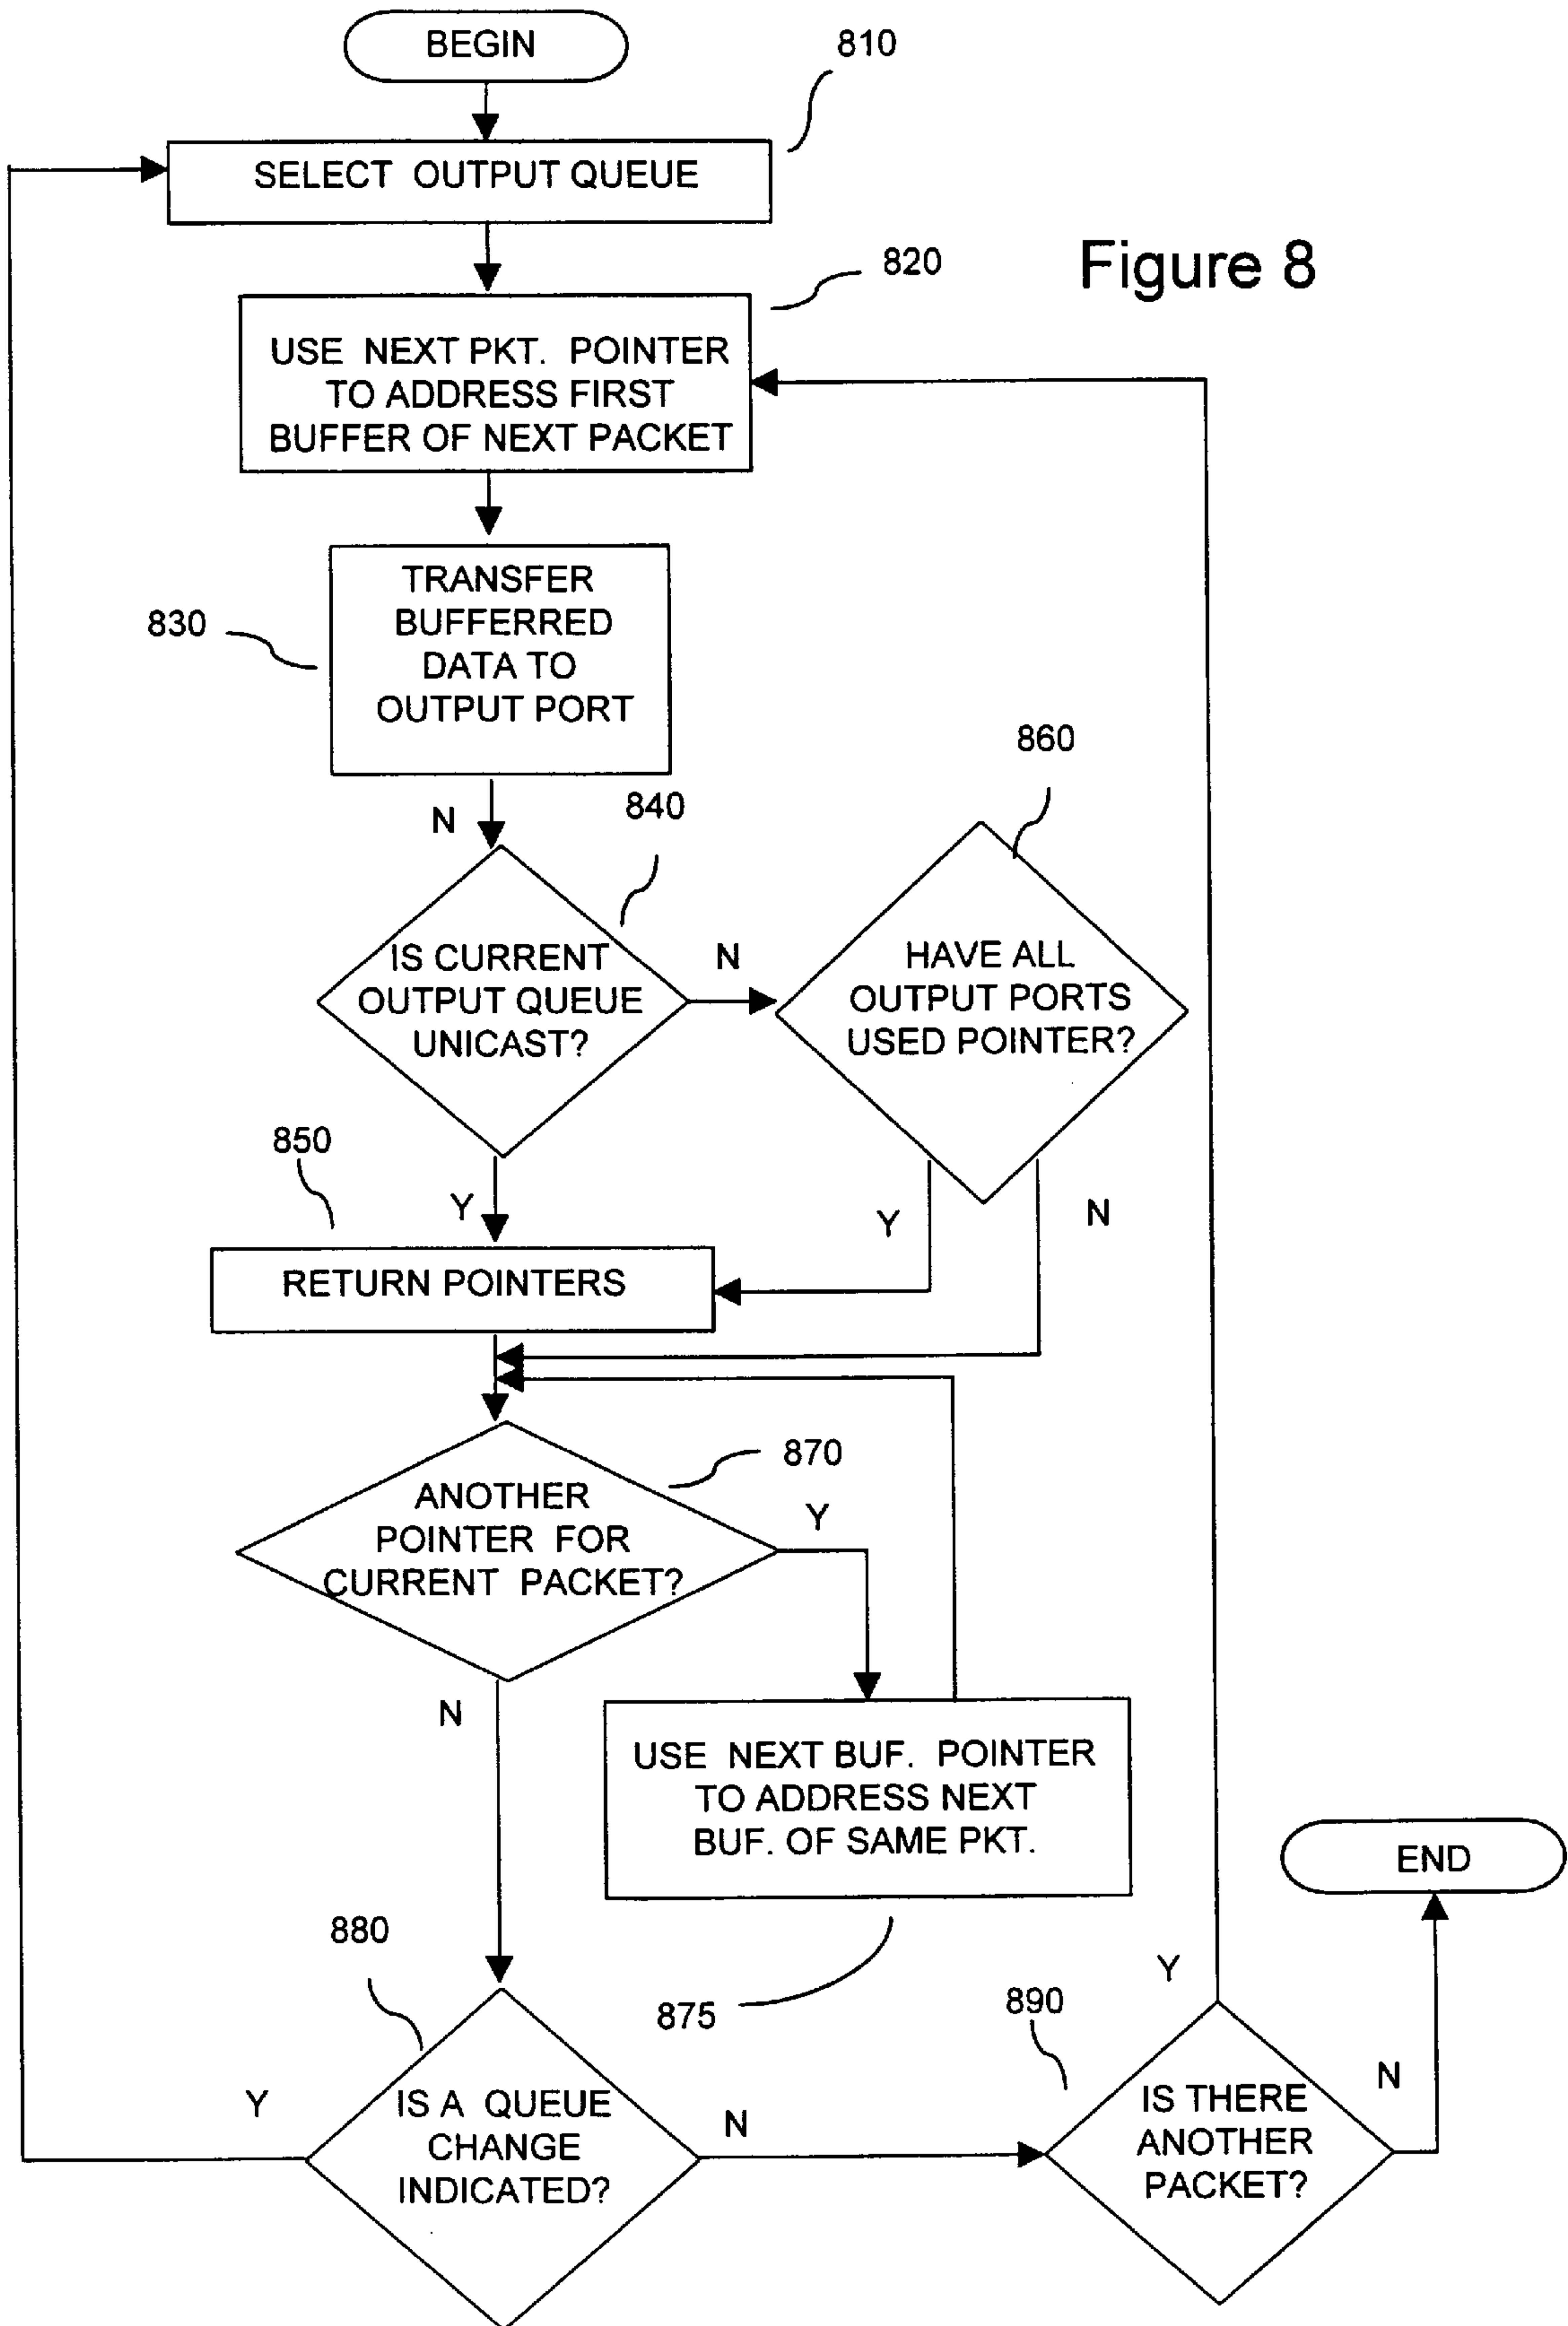 BEGIN
810
SELECT OUTPUT QUEUE
Figure 8
820
USE NEXT PKT. POINTER
TO ADDRESS FIRST
BUFFER OF NEXT PACKET
830
TRANSFER
BUFFERRED
DATA TO
OUTPUT PORT
N
840
860
IS CURRENT
OUTPUT QUEUE
UNICAST?
N
HAVE ALL
OUTPUT PORTS
USED POINTER?
850
Y
Y
N
RETURN POINTERS
870
ANOTHER
POINTER FOR
CURRENT PACKET?
Y
N
USE NEXT BUF. POINTER
TO ADDRESS NEXT
BUF. OF SAME PKT.
875
END
880
890
Y
Y
IS A QUEUE
CHANGE
INDICATED?
N
IS THERE
ANOTHER
PACKET?
N